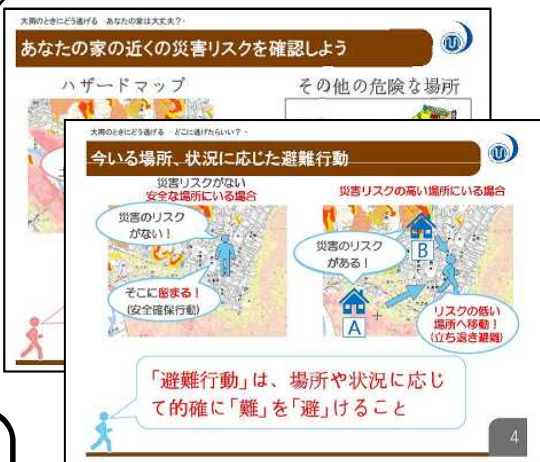 大雨のときにどう逃げる -あなたの家は大丈夫？-
あなたの家の近くの災害リスクを確認しよう
ハザードマップ
その他の危険な場所
大雨のときにどう逃げる - どこに逃げたらいい？ -
今いる場所、状況に応じた避難行動
災害リスクがない
安全な場所にいる場合
災害のリスク
がない！
そこに留まる！
(安全確保行動)
災害リスクの高い場所にいる場合
災害のリスク
がある！
B
A
リスクの低い
場所へ移動！
(立ち退き避難)
「避難行動」は、場所や状況に応じ
て的確に「難」を「避」けること
4